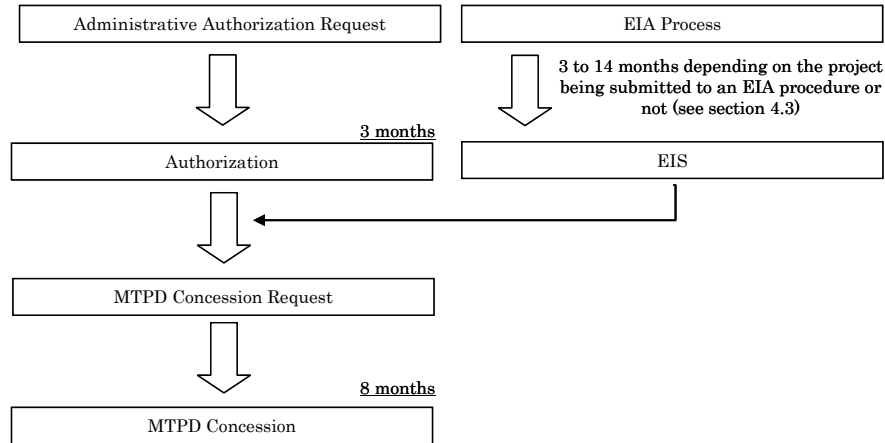 Administrative Authorization Request
EIA Process
3 to 14 months depending on the project
being submitted to an EIA procedure or
not (see section 4.3)
3 months
Authorization
EIS
MTPD Concession Request
8 months
MTPD Concession